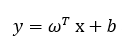 y = ω^T x + b